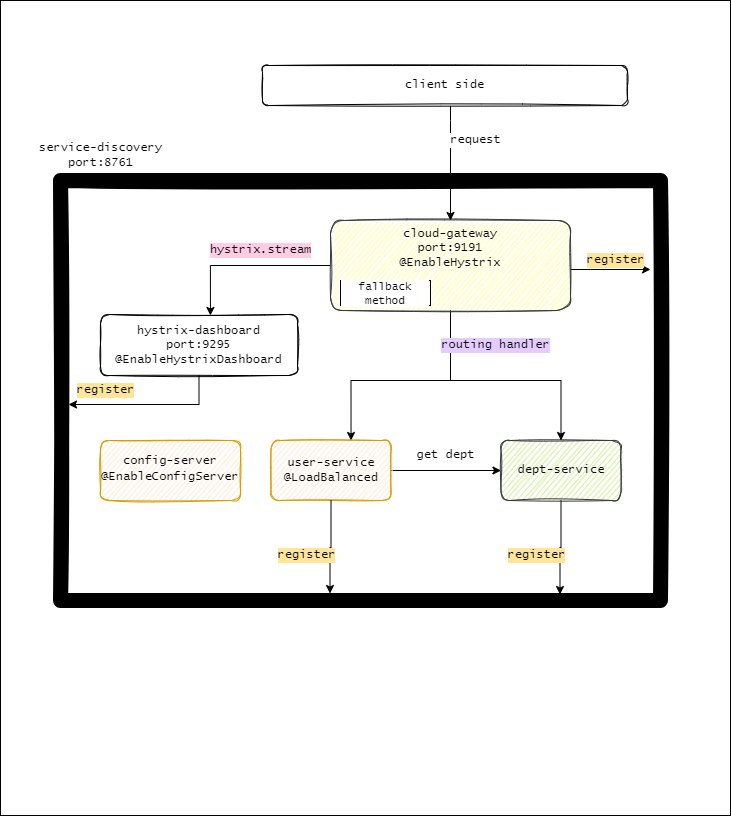 client side
request
service-discovery
port:8761
cloud-gateway
port:9191
@EnableHystrix
fallback
method
hystrix.stream
register
hystrix-dashboard
port:9295
@EnableHystrixDashboard
routing handler
register
config-server
@EnableConfigServer
user-service
@LoadBalanced
get dept
dept-service
register
register